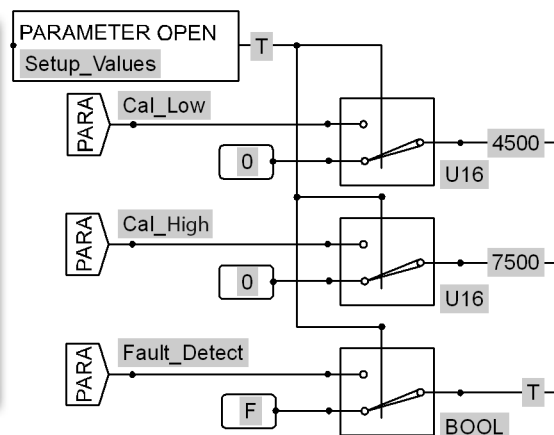 PARAMETER OPEN
Setup_Values
T
PARA
Cal_Low
0
4500
U16
PARA
Cal_High
0
7500
U16
PARA
Fault_Detect
F
T
BOOL